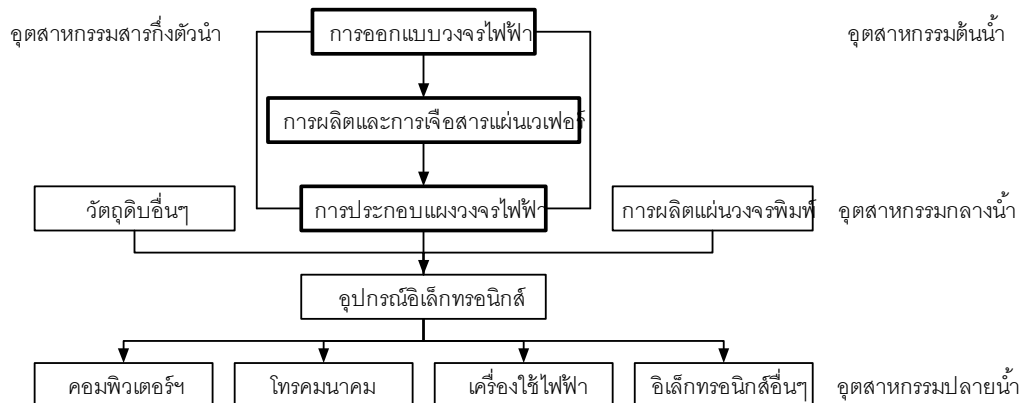 อุตสาหกรรมสารกึ่งตัวนำ
การออกแบบวงจรไฟฟ้า
อุตสาหกรรมต้นน้ำ
การผลิตและการเจือสารแผ่นเวเฟอร์
วัตถุดิบอื่นๆ
การประกอบแผงวงจรไฟฟ้า
การผลิตแผ่นวงจรพิมพ์
อุตสาหกรรมกลางน้ำ
อุปกรณ์อิเล็กทรอนิกส์
คอมพิวเตอร์ฯ
โทรคมนาคม
เครื่องใช้ไฟฟ้า
อิเล็กทรอนิกส์อื่นๆ
อุตสาหกรรมปลายน้ำ